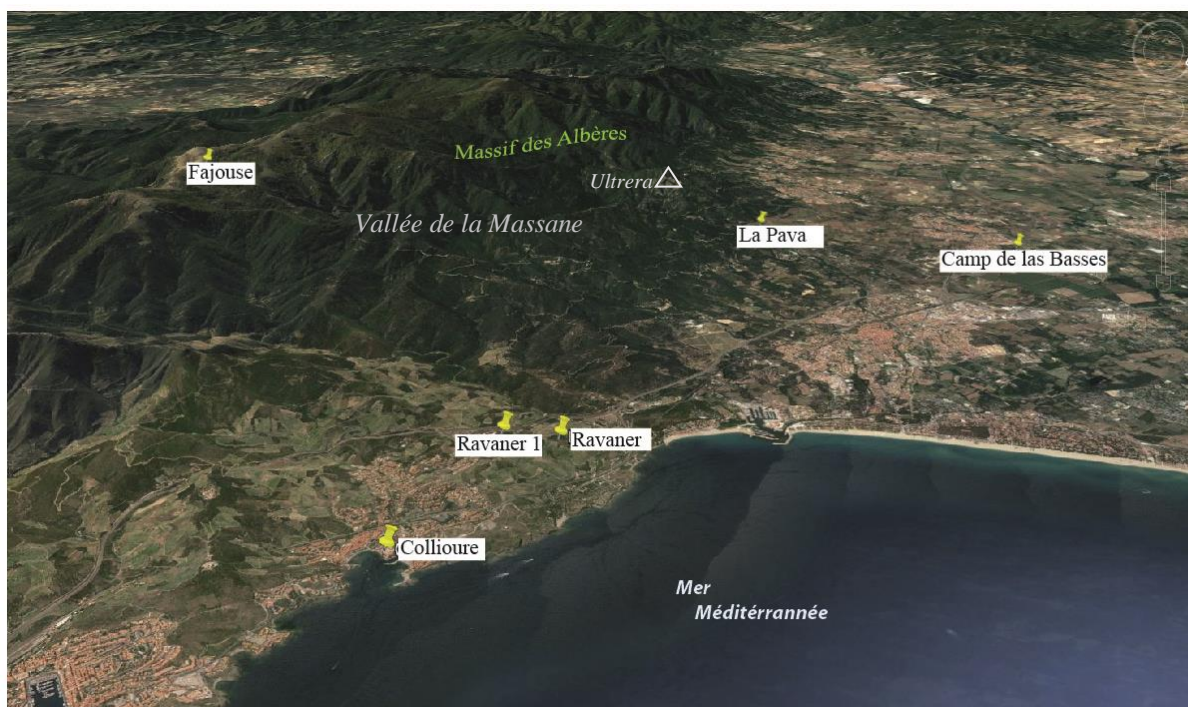 Massif des Albères
Fajouse
Ultrera
Vallée de la Massane
La Pava
Camp de las Basses
Ravaner 1
Ravaner
Collioure
Mer
Méditérrannée